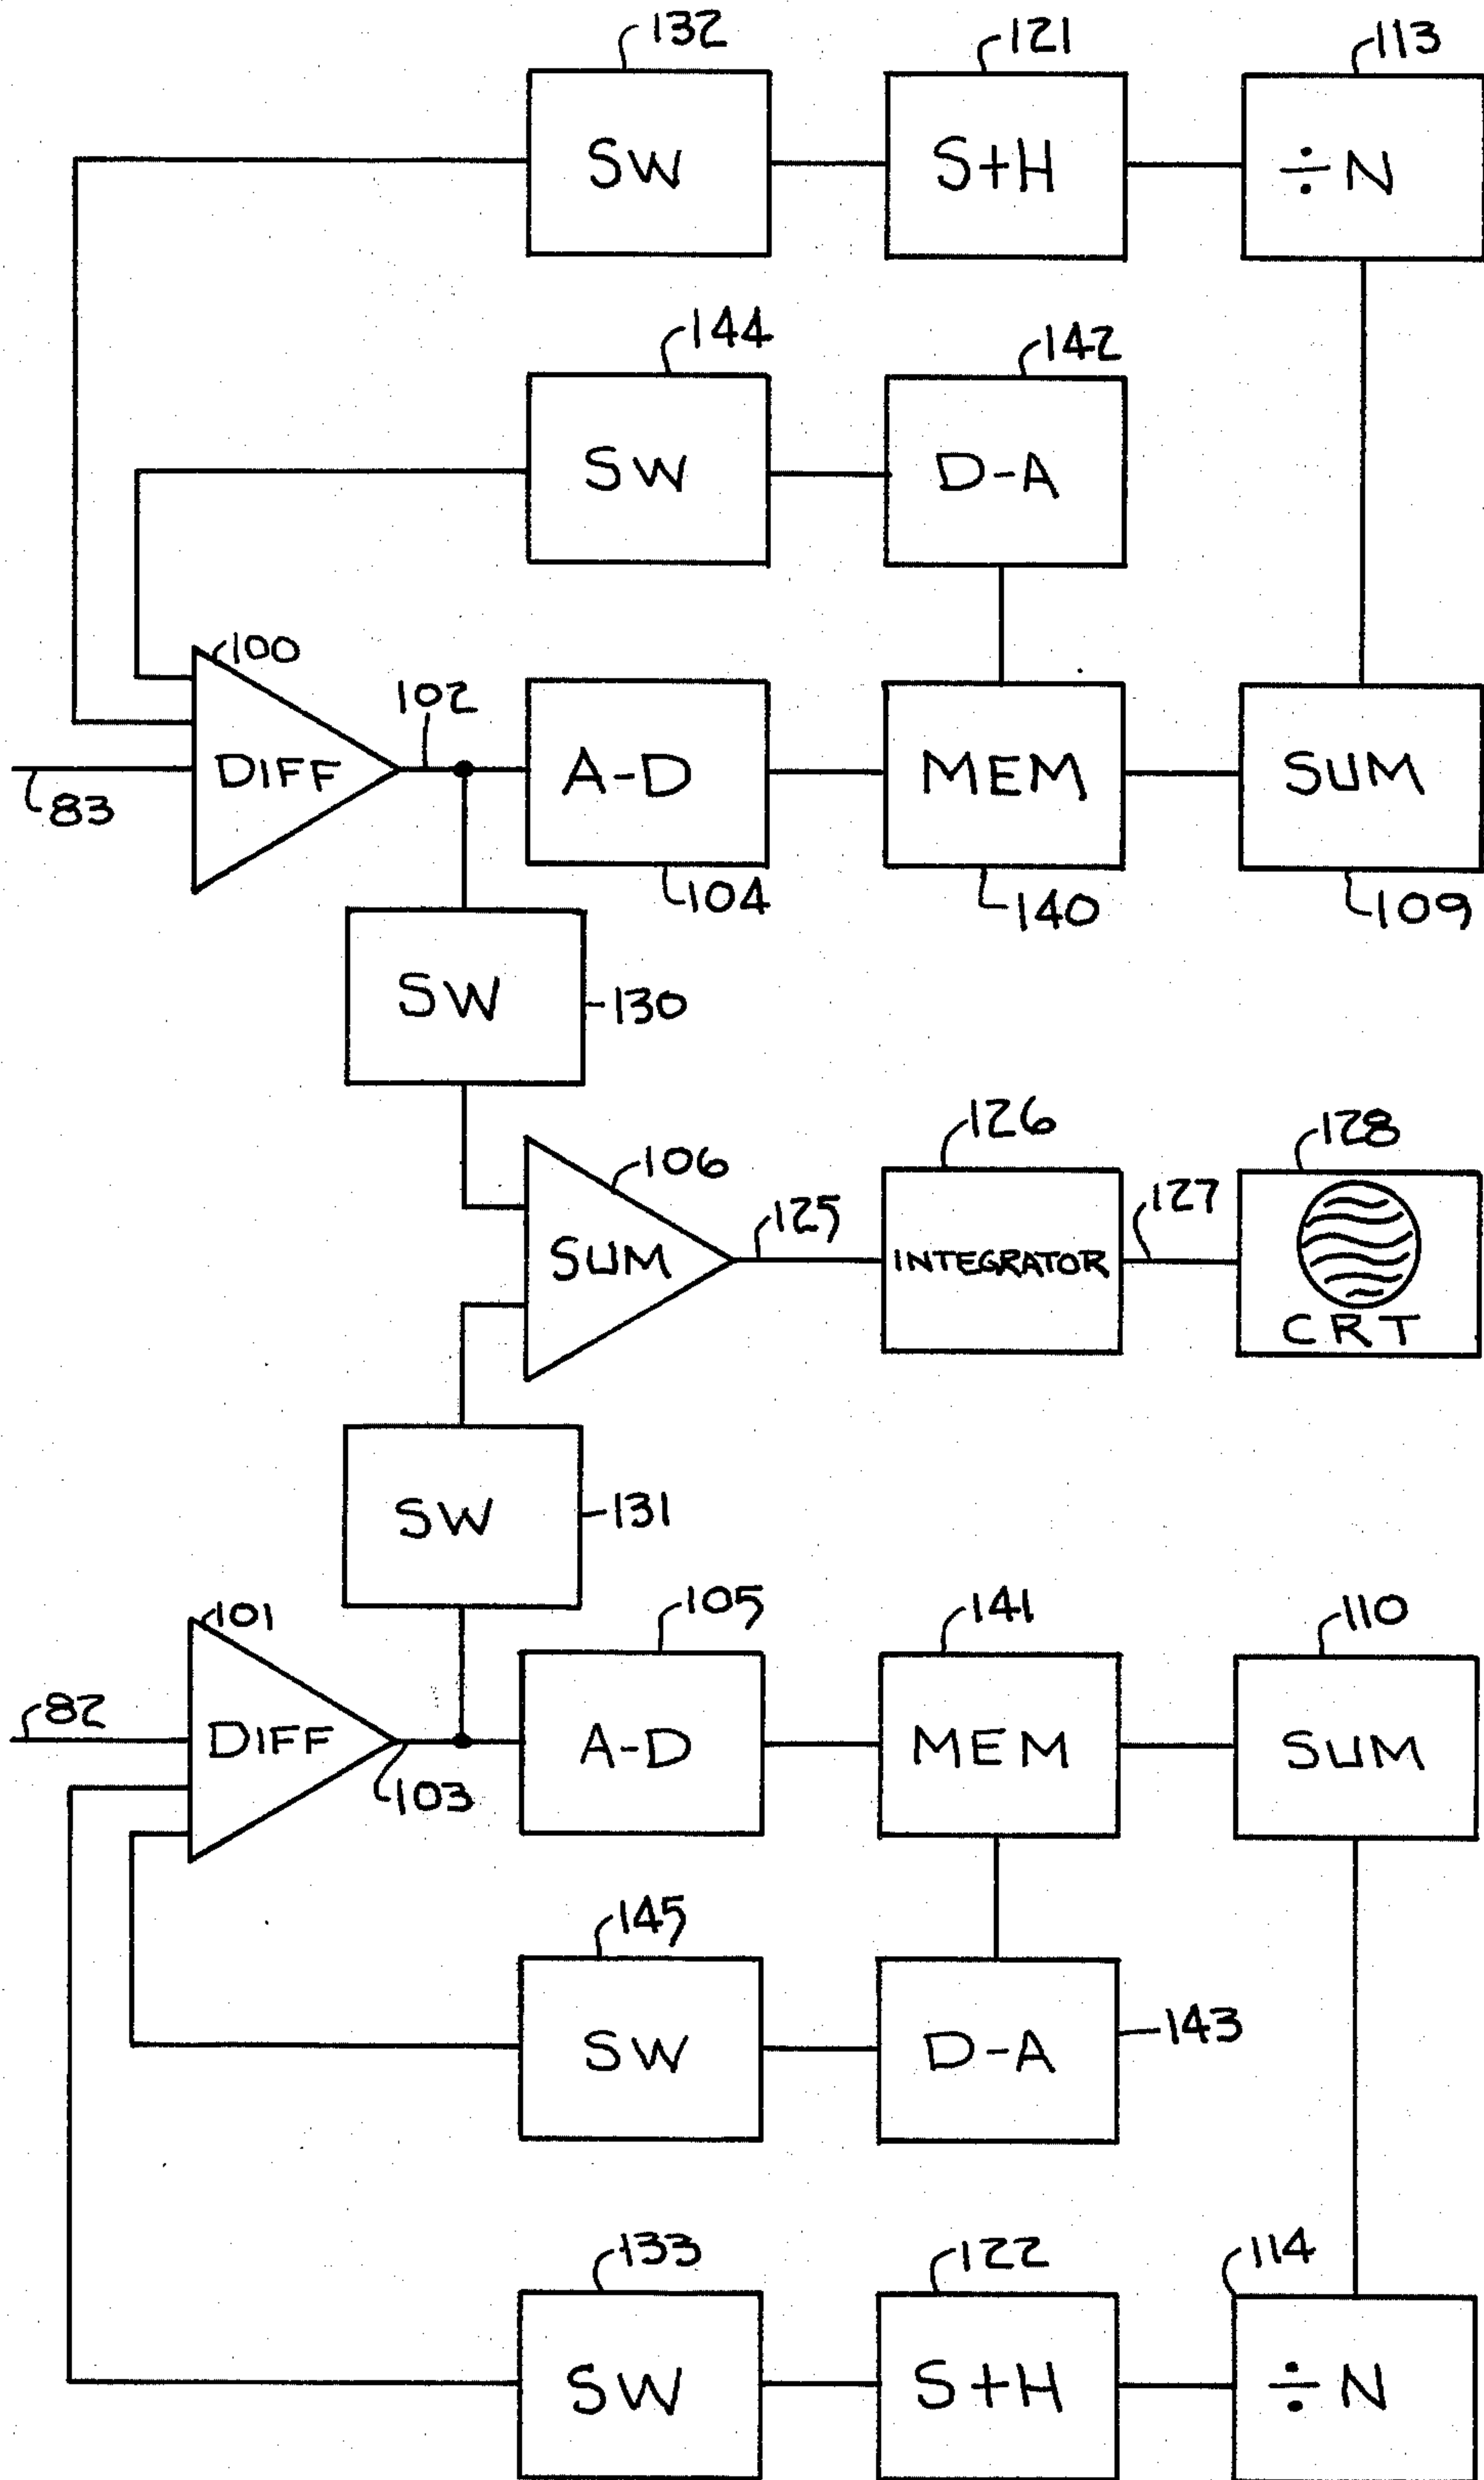 132
121
113
SW
S+H
÷N
144
142
SW
D-A
100
102
DIFF
A-D
MEM
SUM
83
104
140
109
SW
130
126
128
106
125
127
SUM
INTEGRATOR
CRT
SW
131
101
105
141
110
82
DIFF
A-D
MEM
SUM
103
145
SW
D-A
143
133
122
114
SW
S+H
÷N